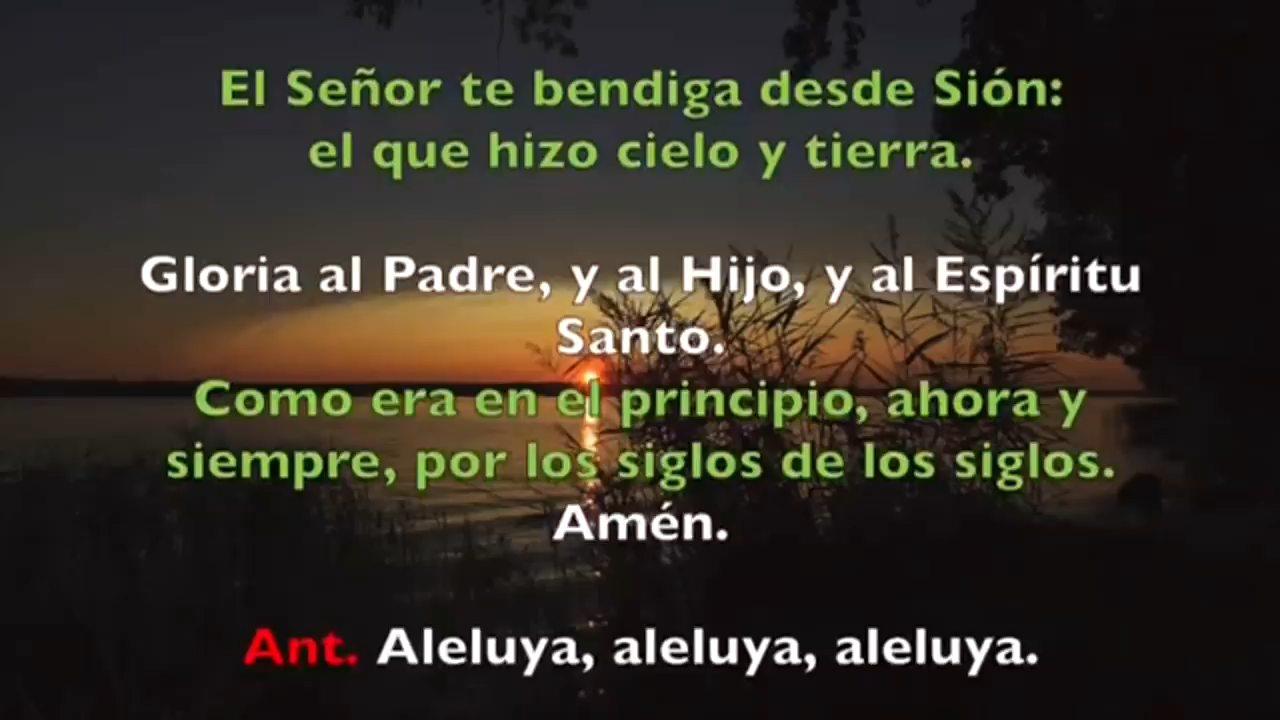 El Señor te bendiga desde Sión:
el que hizo cielo y tierra.
Gloria al Padre, y al Hijo, y al Espíritu
Santo.
Como era en el principio, ahora y
siempre, por los siglos de los siglos.
Amén.
Ant. Aleluya, aleluya, aleluya.